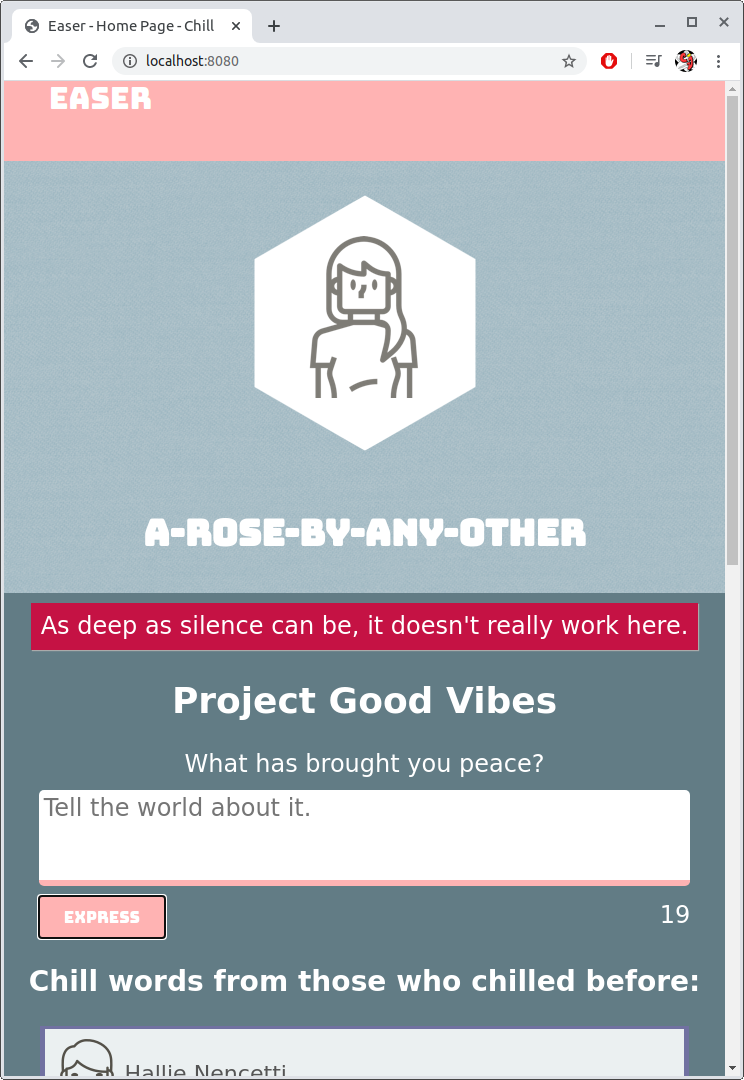 Easer - Home Page - Chill
localhost:8080
EASER
A-ROSE-BY-ANY-OTHER
As deep as silence can be, it doesn't really work here.
Project Good Vibes
What has brought you peace?
Tell the world about it.
EXPRESS
19
Chill words from those who chilled before:
Hallie Nencetti